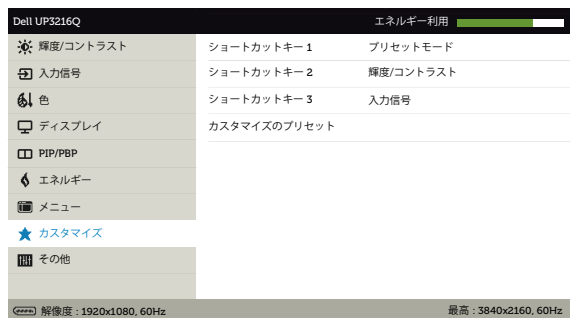 Dell UP3216Q エネルギー利用
輝度/コントラスト
入力信号
色
ディスプレイ
PIP/PBP
エネルギー
メニュー
カスタマイズ
その他
ショートカットキー 1 プリセットモード
ショートカットキー 2 輝度/コントラスト
ショートカットキー 3 入力信号
カスタマイズのプリセット
解像度 : 1920x1080, 60Hz 最高 : 3840x2160, 60Hz